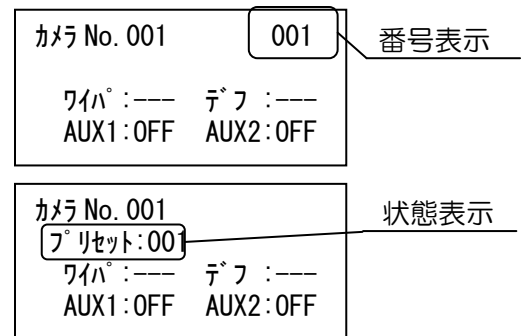 ｶﾒﾗ No. 001 001 番号表示
ﾜｲﾊﾟ:--- ﾃﾞﾌ :---
AUX1:OFF AUX2:OFF
ｶﾒﾗ No. 001 状態表示
ﾌﾟﾘｾｯﾄ:001
ﾜｲﾊﾟ:--- ﾃﾞﾌ :---
AUX1:OFF AUX2:OFF